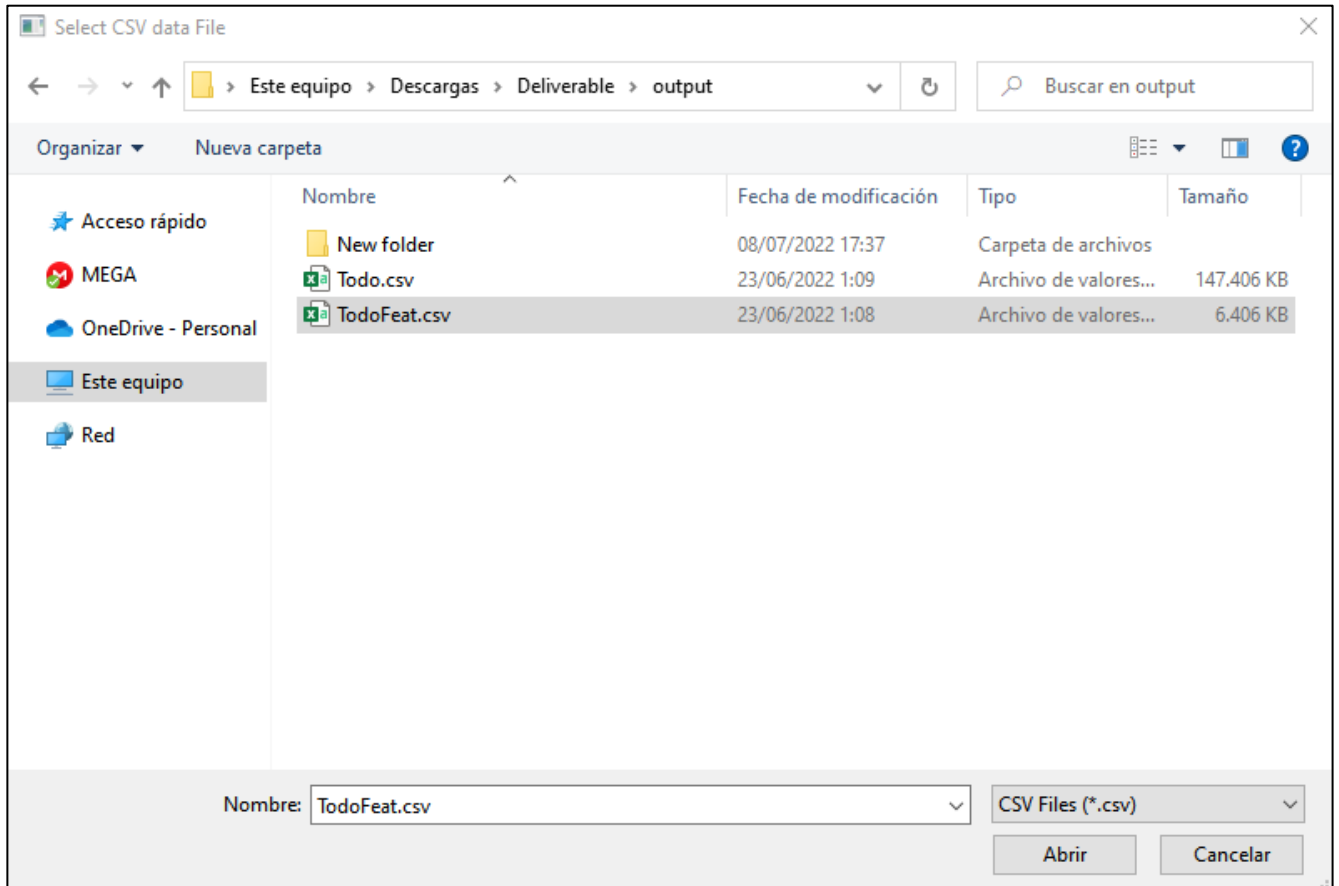 Select CSV data File
Este equipo > Descargas > Deliverable > output
Buscar en output
Organizar
Nueva carpeta
?
Nombre Fecha de modificación Tipo Tamaño
New folder 08/07/2022 17:37 Carpeta de archivos
Todo.csv 23/06/2022 1:09 Archivo de valores... 147.406 KB
TodoFeat.csv 23/06/2022 1:08 Archivo de valores... 6.406 KB
Acceso rápido
MEGA
OneDrive - Personal
Este equipo
Red
Nombre: TodoFeat.csv CSV Files (*.csv)
Abrir Cancelar